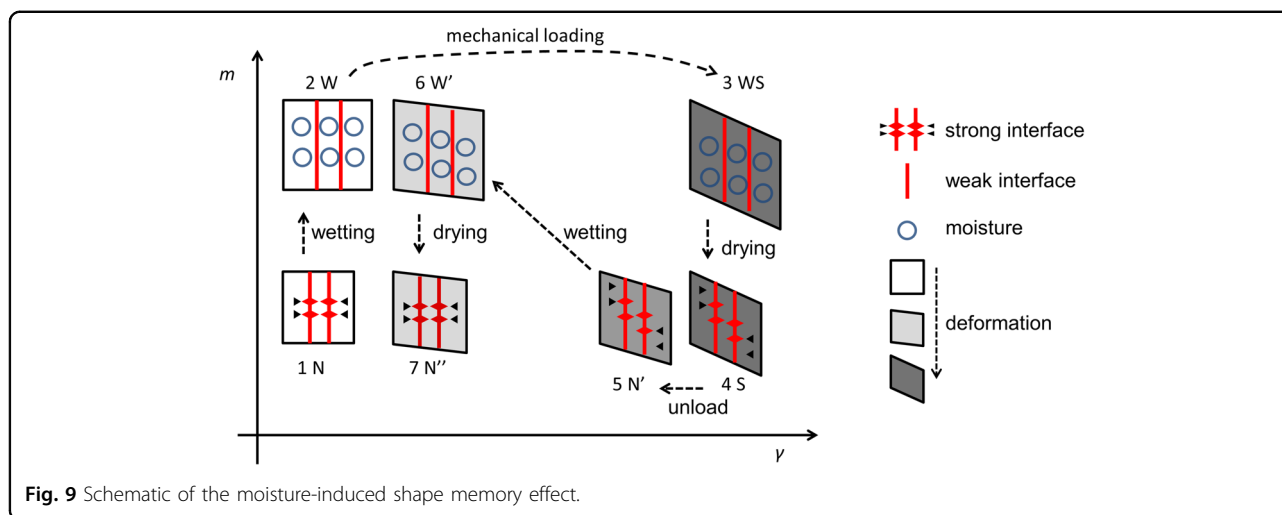 mechanical loading
m
2 W
6 W'
3 WS
wetting
drying
wetting
drying
1 N
7 N''
5 N'
4 S
unload
γ
strong interface
weak interface
moisture
deformation
Fig. 9 Schematic of the moisture-induced shape memory effect.